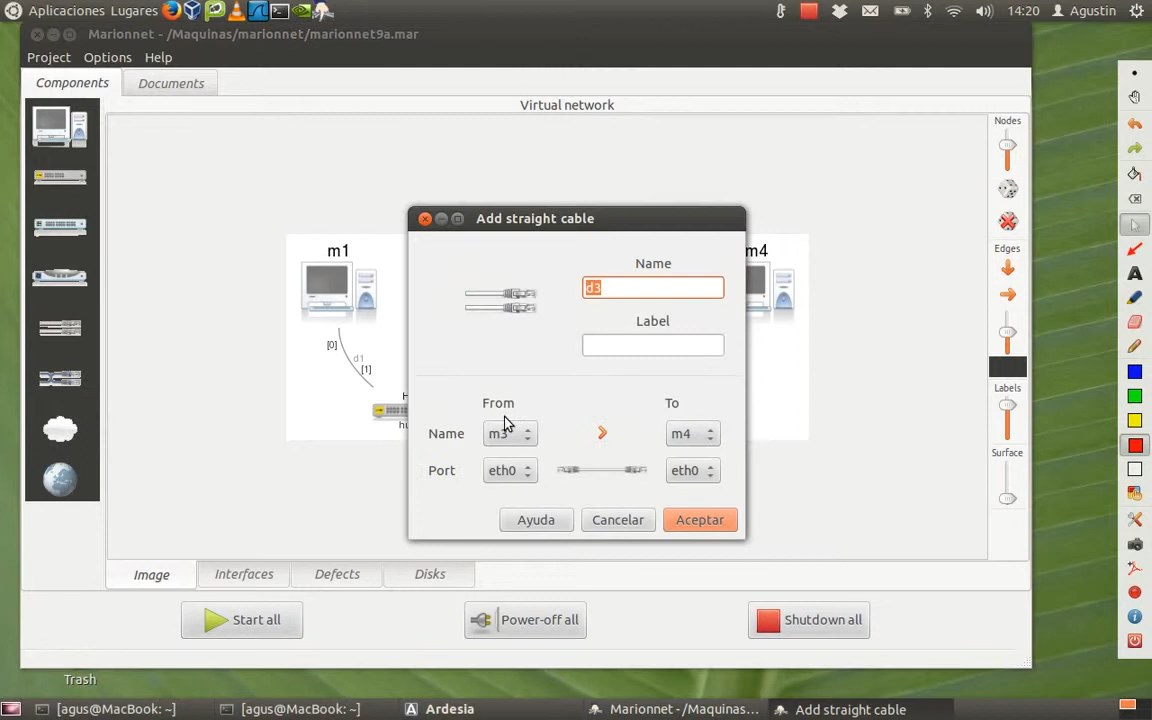 Aplicaciones Lugares
14:20 Agustin
Marionnet - /Maquinas/marionnet/marionnet9a.mar
Project Options Help
Components Documents
Virtual network
Nodes
Edges
Labels
Surface
m1
[0]
d1
[1]
m4
Add straight cable
Name
d3
Label
From To
Name m3 m4
Port eth0 eth0
Ayuda Cancelar Aceptar
Image Interfaces Defects Disks
Start all Power-off all Shutdown all
Trash
[agus@MacBook: ~] [agus@MacBook: ~] Ardesia Marionnet - /Maquinas... Add straight cable